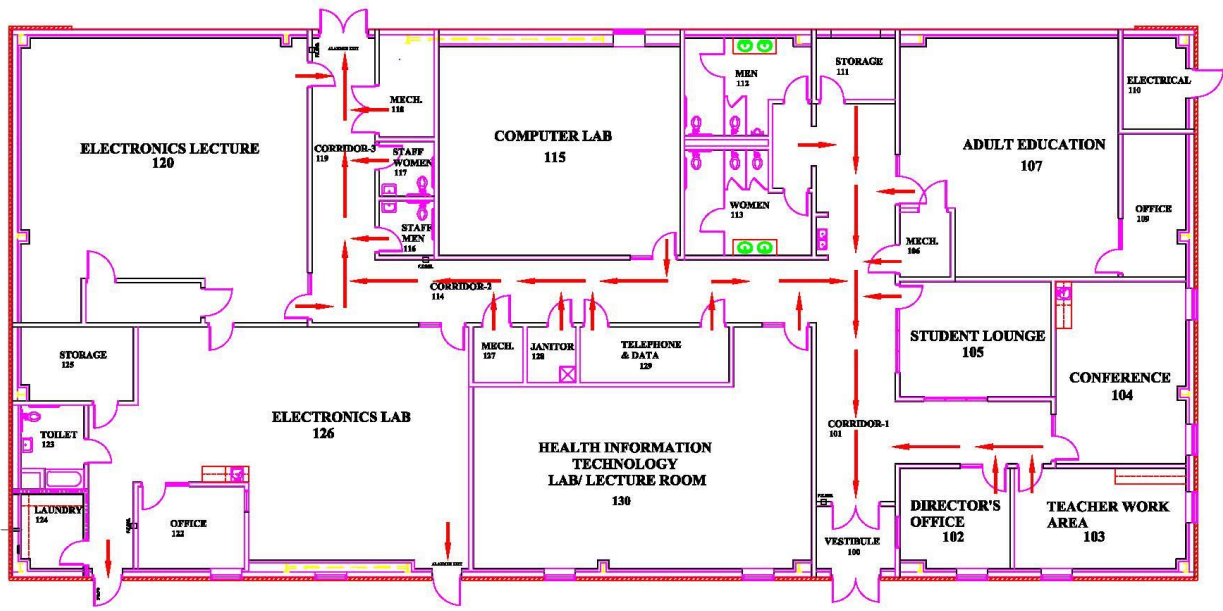 ALARMED EXIT
F.E.
MECH.
118
MEN
112
STORAGE
111
ELECTRICAL
110
ELECTRONICS LECTURE
120
CORRIDOR-3
119
STAFF
WOMEN
117
COMPUTER LAB
115
ADULT EDUCATION
107
WOMEN
113
STAFF
MEN
116
OFFICE
109
MECH.
106
CORRIDOR-2
114
STORAGE
125
MECH.
127
JANITOR
128
TELEPHONE
& DATA
129
STUDENT LOUNGE
105
CONFERENCE
104
TOILET
123
ELECTRONICS LAB
126
CORRIDOR-1
101
HEALTH INFORMATION
TECHNOLOGY
LAB/ LECTURE ROOM
130
LAUNDRY
124
OFFICE
122
DIRECTOR'S
OFFICE
102
TEACHER WORK
AREA
103
VESTIBULE
100
ALARMED EXIT